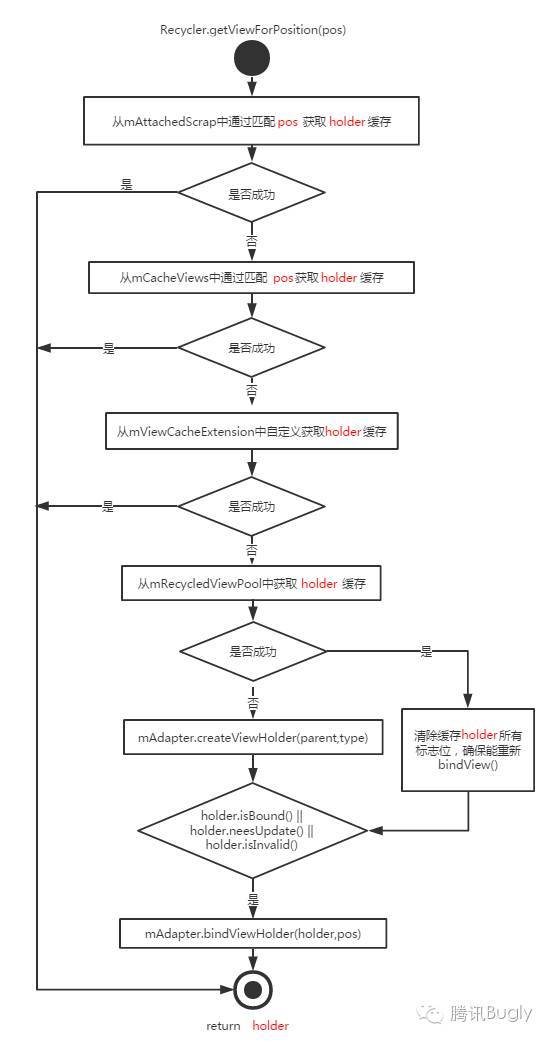 Recycler.getViewForPosition(pos)
从mAttachedScrap中通过匹配 pos 获取 holder 缓存
是否成功
是
否
从mCacheViews中通过匹配 pos获取 holder 缓存
是否成功
是
否
从mViewCacheExtension中自定义获取holder缓存
是否成功
是
否
从mRecycledViewPool中获取 holder 缓存
是否成功
是
否
清除缓存holder所有
标志位，确保能重新
bindView()
mAdapter.createViewHolder(parent,type)
holder.isBound() ||
holder.neesUpdate() ||
holder.isInvalid()
是
mAdapter.bindViewHolder(holder,pos)
return holder
腾讯Bugly